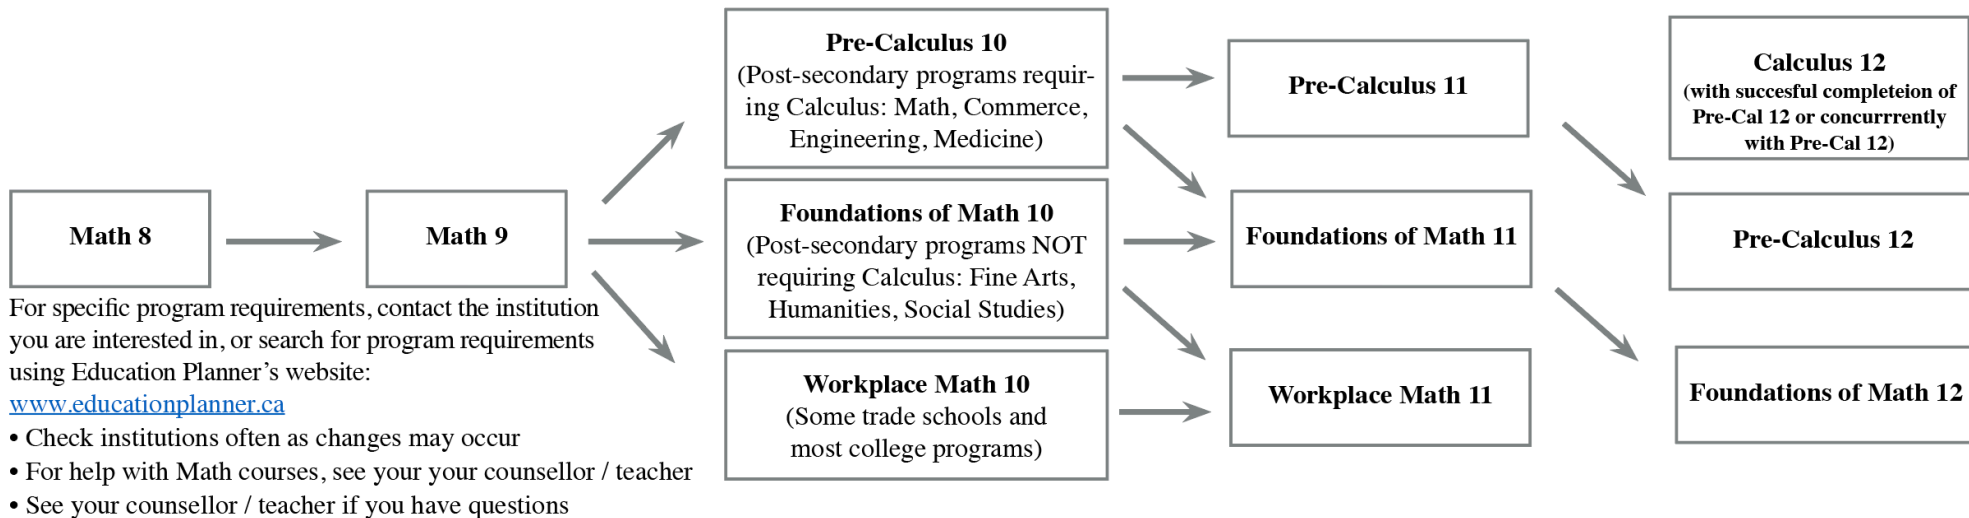 Math 8
Math 9
For specific program requirements, contact the institution
you are interested in, or search for program requirements
using Education Planner’s website:
www.educationplanner.ca
• Check institutions often as changes may occur
• For help with Math courses, see your your counsellor / teacher
• See your counsellor / teacher if you have questions
Pre-Calculus 10
(Post-secondary programs requir-
ing Calculus: Math, Commerce,
Engineering, Medicine)
Foundations of Math 10
(Post-secondary programs NOT
requiring Calculus: Fine Arts,
Humanities, Social Studies)
Workplace Math 10
(Some trade schools and
most college programs)
Pre-Calculus 11
Foundations of Math 11
Workplace Math 11
Calculus 12
(with succesful completeion of
Pre-Cal 12 or concurrrently
with Pre-Cal 12)
Pre-Calculus 12
Foundations of Math 12